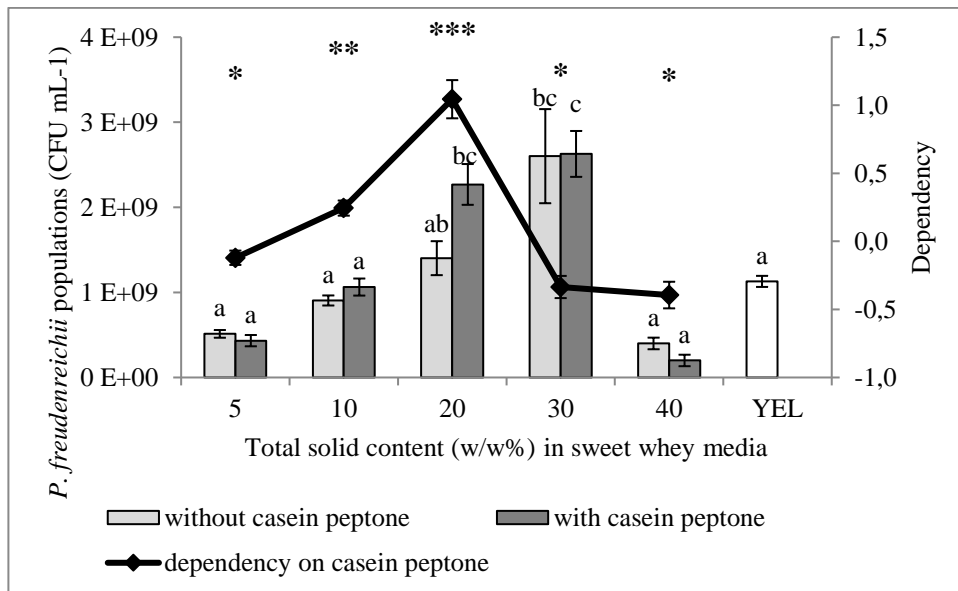 4 E+09
3 E+09
2 E+09
1 E+09
0 E+00
P. freudenreichii populations (CFU mL-1)
* ** *** * *
a a a a ab bc bc c a a a
1,5
1,0
0,5
0,0
-0,5
-1,0
Dependency
5 10 20 30 40 YEL
Total solid content (w/w%) in sweet whey media
without casein peptone with casein peptone
dependency on casein peptone